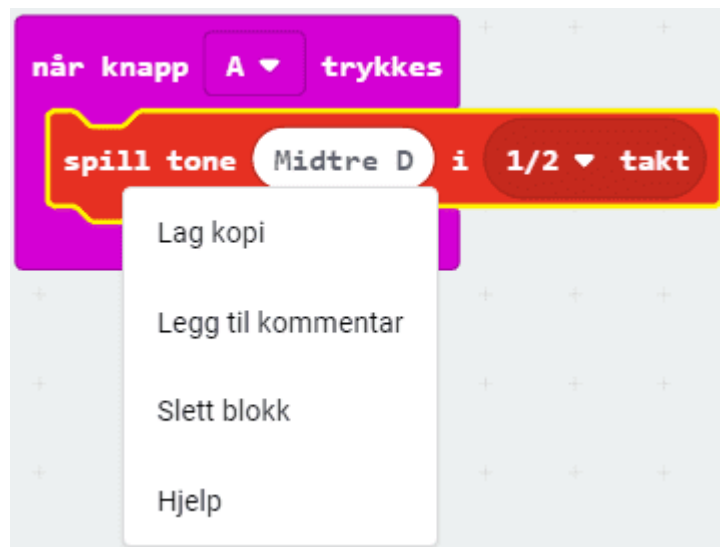 når knapp A trykkes
spill tone Midtre D i 1/2 takt
Lag kopi
Legg til kommentar
Slett blokk
Hjelp